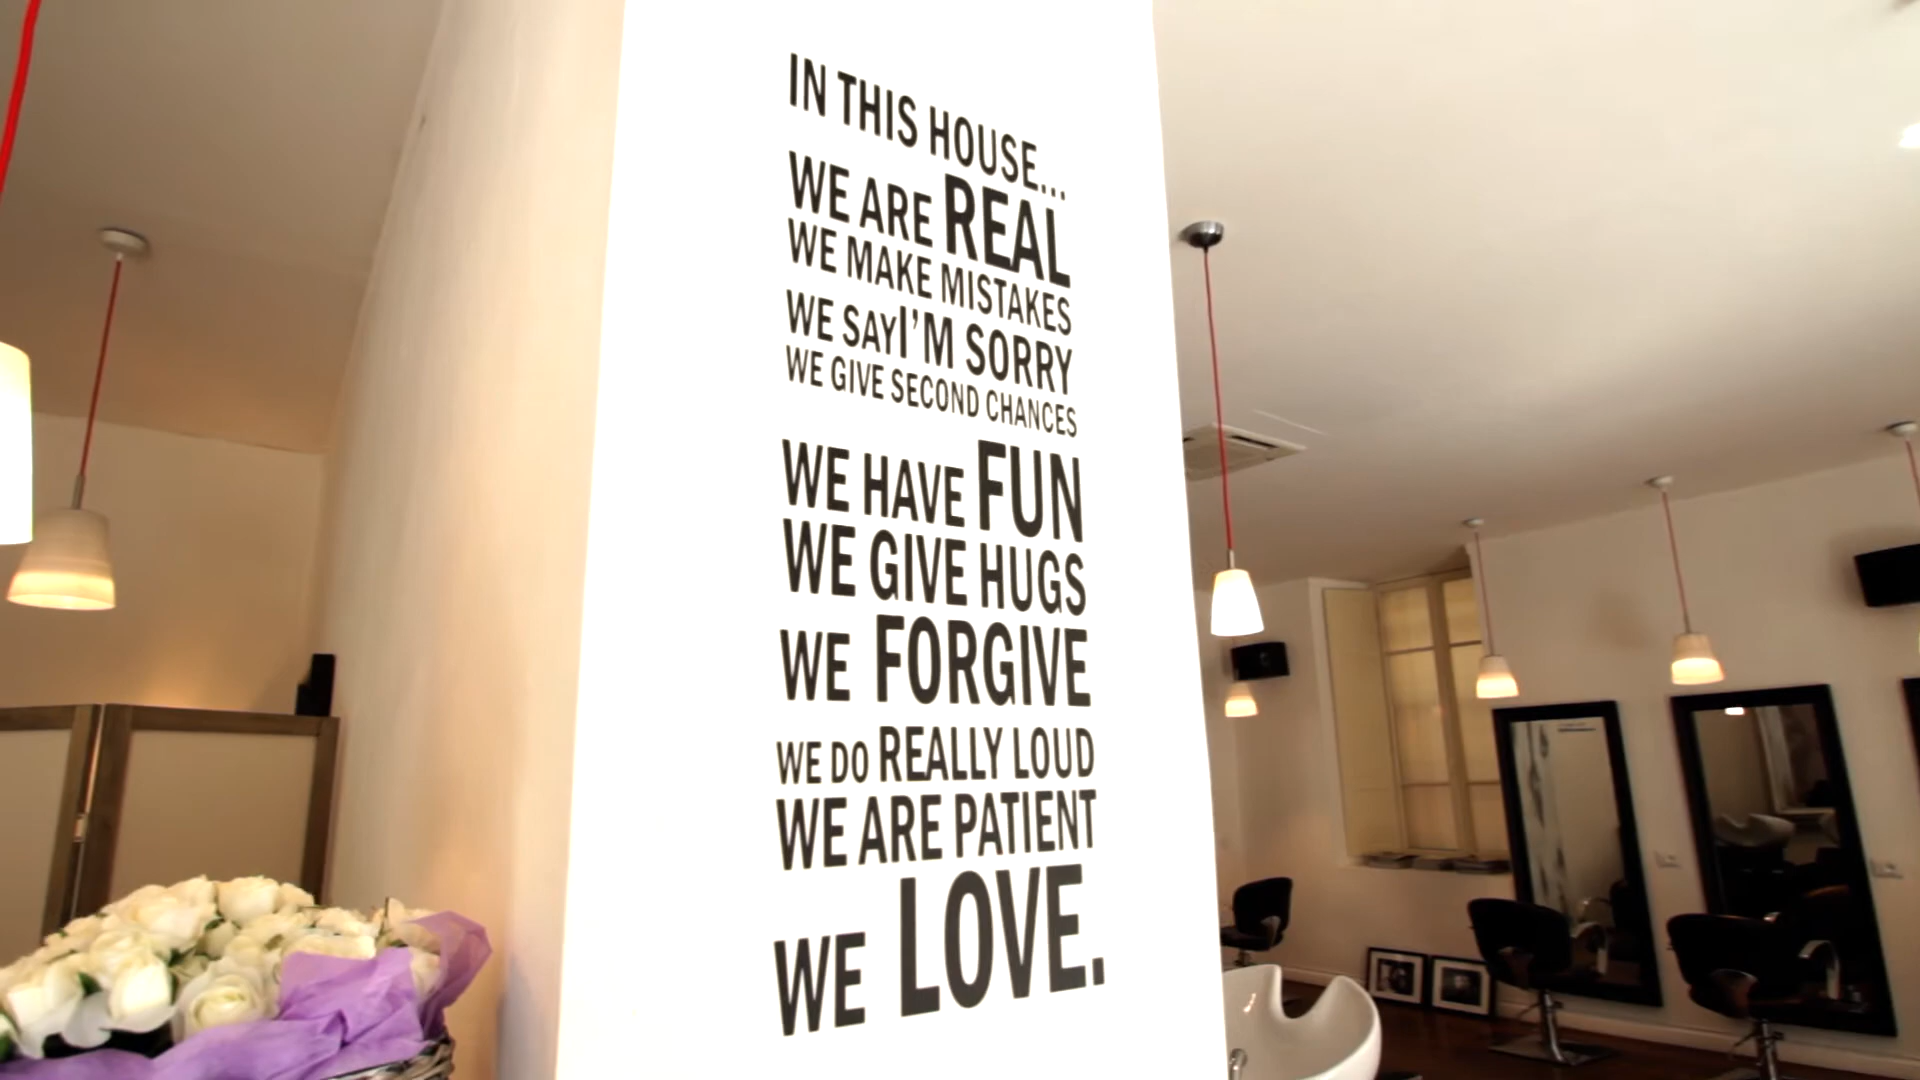 IN THIS HOUSE...
WE ARE REAL
WE MAKE MISTAKES
WE SAY I'M SORRY
WE GIVE SECOND CHANCES
WE HAVE FUN
WE GIVE HUGS
WE FORGIVE
WE DO REALLY LOUD
WE ARE PATIENT
WE LOVE.